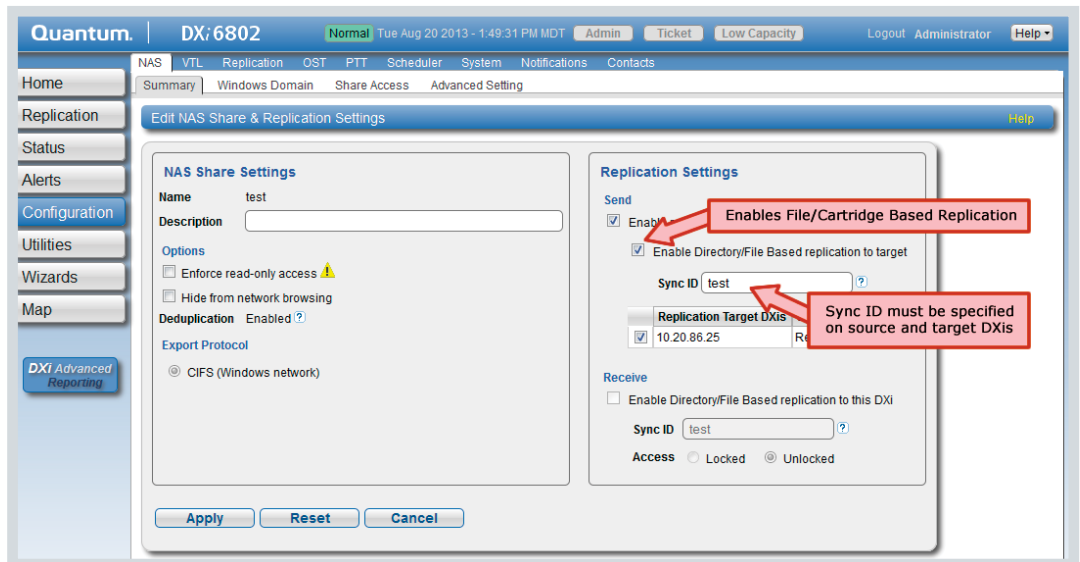 Quantum. DXi6802 Normal Tue Aug 20 2013 - 1:49:31 PM MDT Admin Ticket Low Capacity Logout Administrator Help
NAS VTL Replication OST PTT Scheduler System Notifications Contacts
Summary Windows Domain Share Access Advanced Setting
Home
Replication
Status
Alerts
Configuration
Utilities
Wizards
Map
DXi Advanced
Reporting
Edit NAS Share & Replication Settings Help
NAS Share Settings
Name test
Description
Options
Enforce read-only access
Hide from network browsing
Deduplication Enabled ?
Export Protocol
CIFS (Windows network)
Replication Settings
Send
Enables File/Cartridge Based Replication
Enable Directory/File Based replication to target
Sync ID test ?
Sync ID must be specified
on source and target DXis
Replication Target DXis
10.20.86.25
Receive
Enable Directory/File Based replication to this DXi
Sync ID test ?
Access Locked Unlocked
Apply Reset Cancel